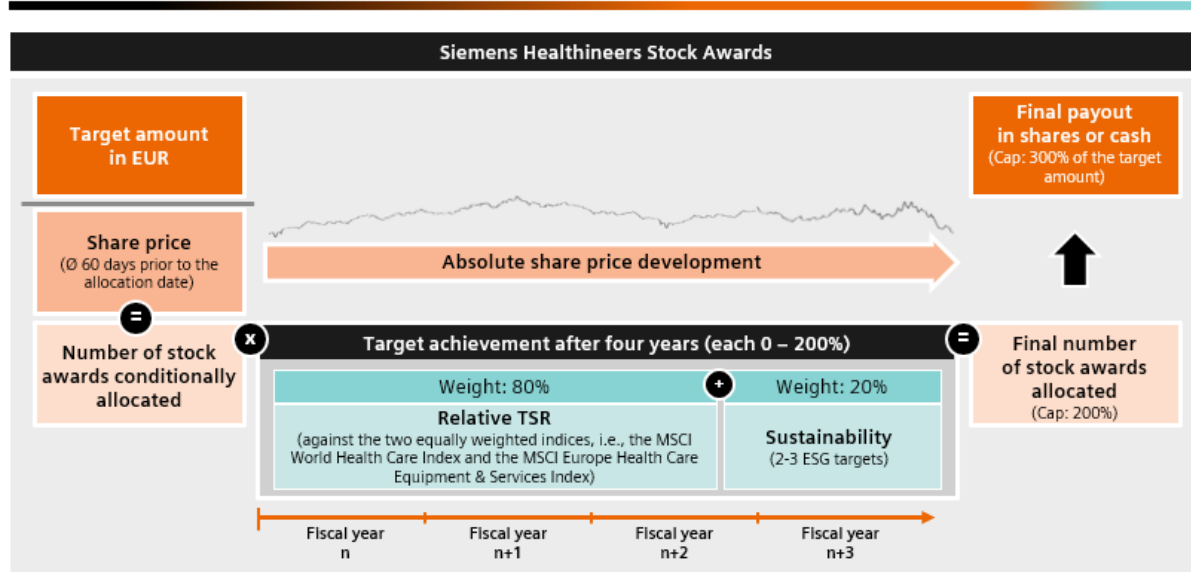 Siemens Healthineers Stock Awards
Target amount
in EUR
Share price
(Ø 60 days prior to the
allocation date)
=
Number of stock
awards conditionally
allocated
x
Absolute share price development
Target achievement after four years (each 0 – 200%)
Weight: 80%
+
Weight: 20%
Relative TSR
(against the two equally weighted indices, i.e., the MSCI
World Health Care Index and the MSCI Europe Health Care
Equipment & Services Index)
Sustainability
(2-3 ESG targets)
=
Final payout
in shares or cash
(Cap: 300% of the target
amount)
Final number
of stock awards
allocated
(Cap: 200%)
Fiscal year
n
Fiscal year
n+1
Fiscal year
n+2
Fiscal year
n+3